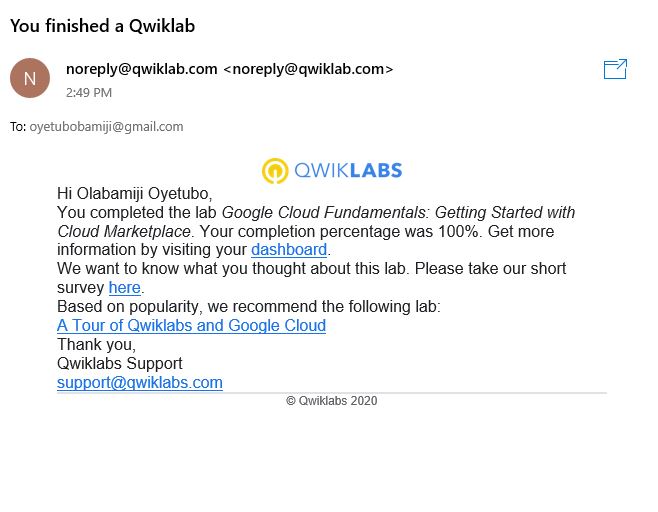 You finished a Qwiklab
N
noreply@qwiklab.com <noreply@qwiklab.com>
2:49 PM
To: oyetubobamiji@gmail.com
QWIKLABS
Hi Olabamiji Oyetubo,
You completed the lab Google Cloud Fundamentals: Getting Started with
Cloud Marketplace. Your completion percentage was 100%. Get more
information by visiting your dashboard.
We want to know what you thought about this lab. Please take our short
survey here.
Based on popularity, we recommend the following lab:
A Tour of Qwiklabs and Google Cloud
Thank you,
Qwiklabs Support
support@qwiklabs.com
© Qwiklabs 2020